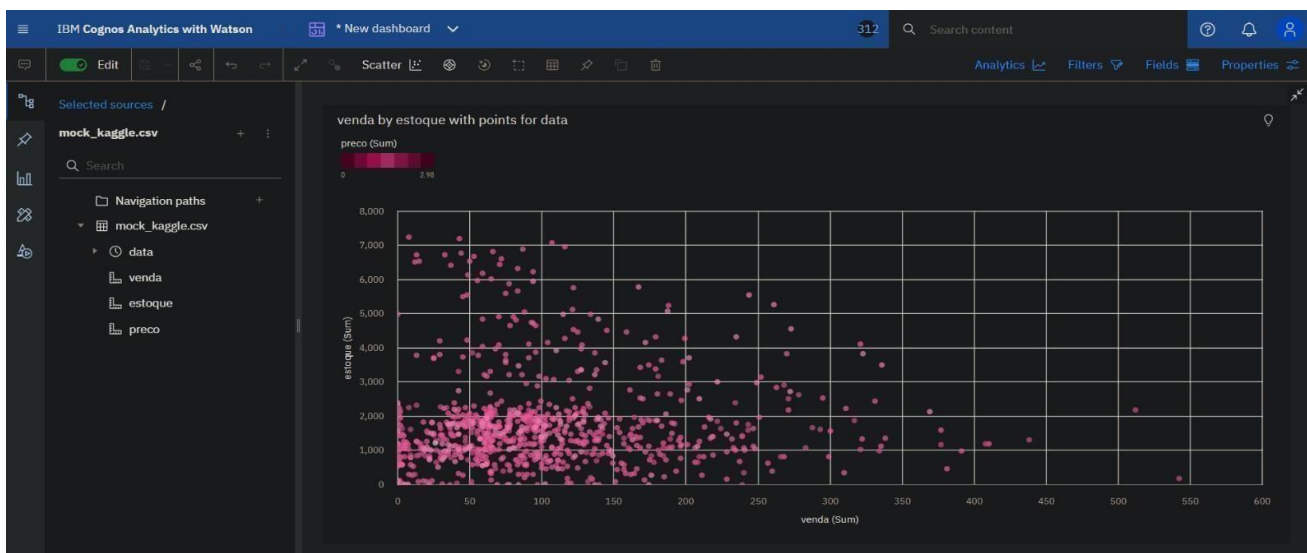 IBM Cognos Analytics with Watson
* New dashboard
312
Search content
Edit
Scatter
Analytics
Filters
Fields
Properties
Selected sources /
mock_kaggle.csv
Search
Navigation paths
mock_kaggle.csv
data
venda
estoque
preco
venda by estoque with points for data
preco (Sum)
0 2.98
estoque (Sum)
8,000
7,000
6,000
5,000
4,000
3,000
2,000
1,000
0
0 50 100 150 200 250 300 350 400 450 500 550 600
venda (Sum)